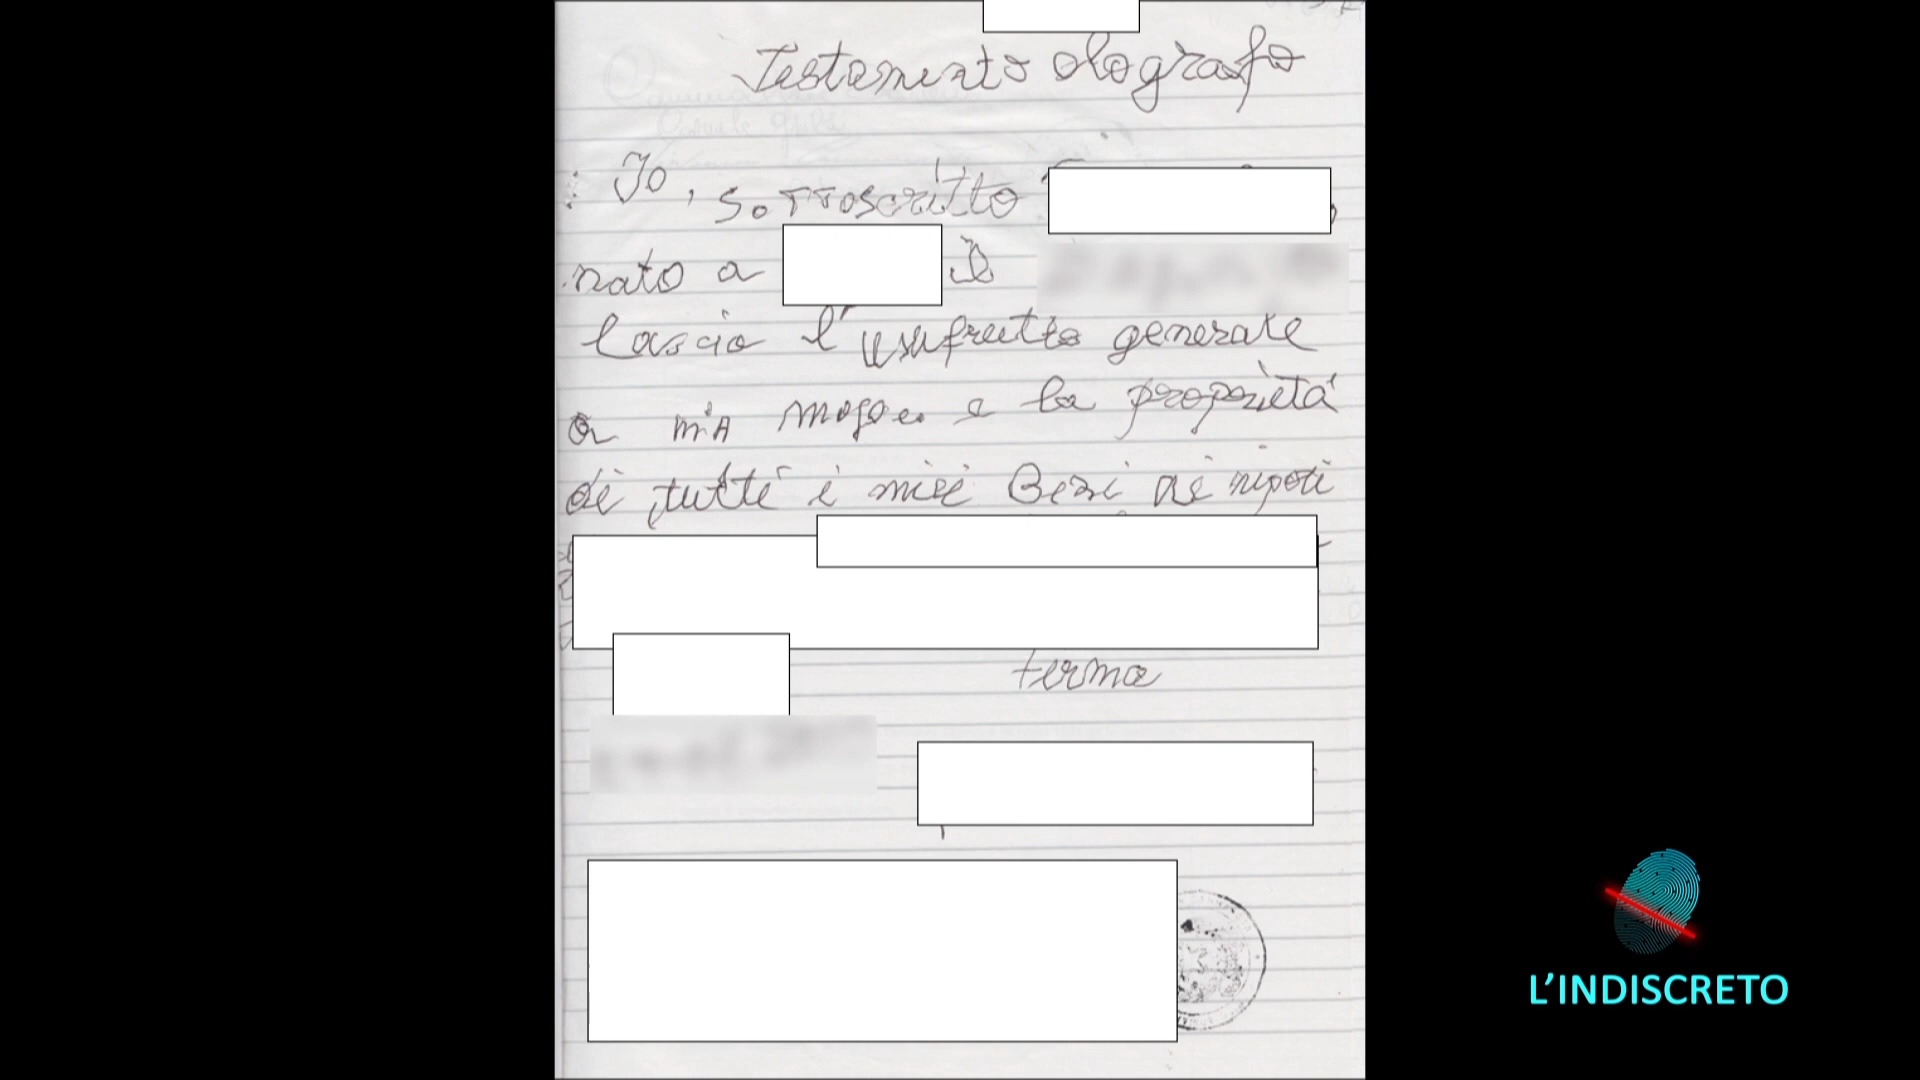 Testamento olografo
: Io, sottoscritto
nato a il
lascio l'usufrutto generale
a miA moglie e la proprietà
di tutti i miei Beni Ai nipoti
L'INDISCRETO